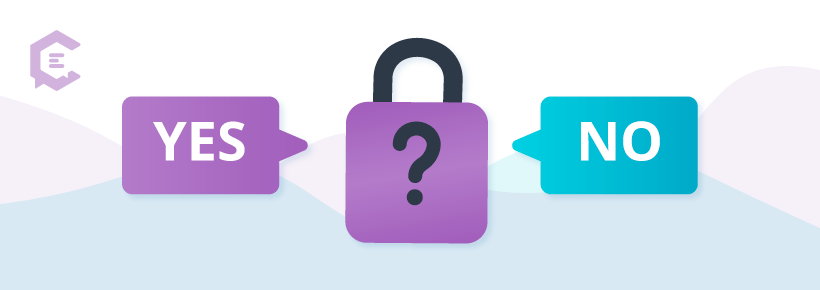 YES
?
NO